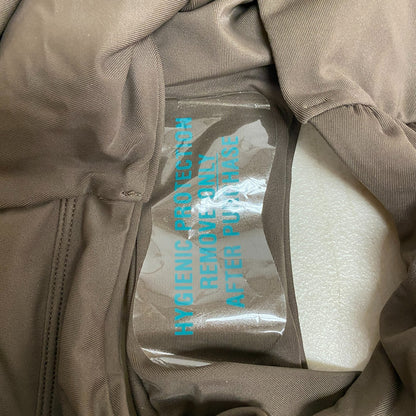 HYGIENIC PROTECTION
REMOVE ONLY
AFTER PURCHASE